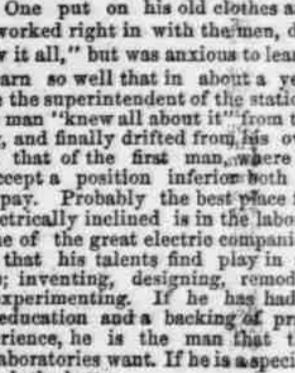 One put on his old clothes a
worked right in with the men, d
w it all," but was anxious to lear
arn so well that in about a ye
e the superintendent of the static
man "knew all about it" from t
, and finally drifted from his ov
that of the first man, where
ccept a position inferior both
pay. Probably the best place
ctrically inclined is in the labo
e of the great electric compani
that his talents find play in
; inventing, designing, remod
experimenting. If he has had
education and a backing of pr
rience, he is the man that t
aboratories want. If he is a speci